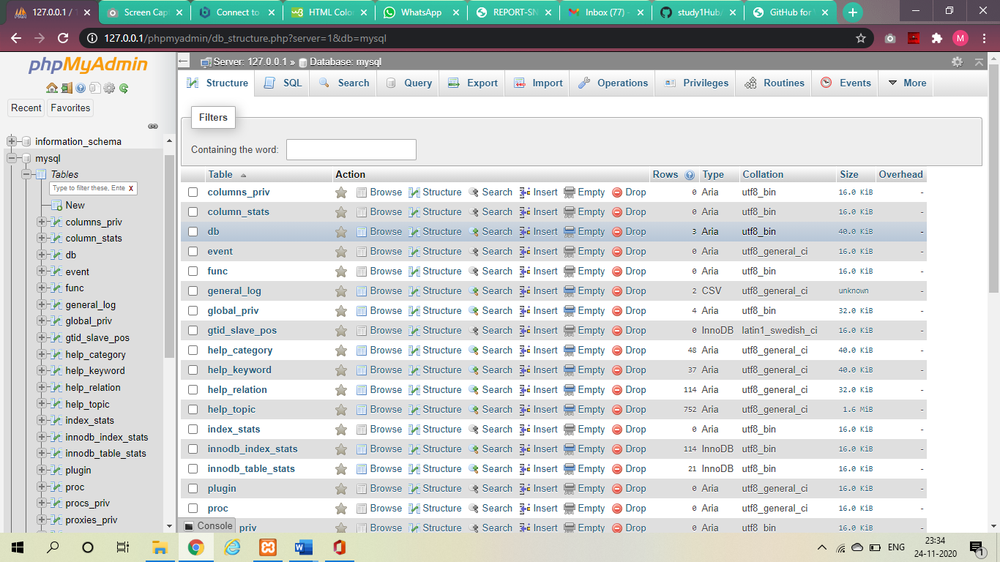 127.0.0.1 / 1
Screen Capt
Connect to
HTML Color
WhatsApp
REPORT-SN
Inbox (77) -
study1Hub/
GitHub for
127.0.0.1/phpmyadmin/db_structure.php?server=1&db=mysql
M
phpMyAdmin
Recent Favorites
information_schema
mysql
Tables
Type to filter these, Ente X
New
columns_priv
column_stats
db
event
func
general_log
global_priv
gtid_slave_pos
help_category
help_keyword
help_relation
help_topic
index_stats
innodb_index_stats
innodb_table_stats
plugin
proc
procs_priv
proxies_priv
Server: 127.0.0.1 » Database: mysql
Structure SQL Search Query Export Import Operations Privileges Routines Events More
Filters
Containing the word:
Table Action Rows Type Collation Size Overhead
columns_priv Browse Structure Search Insert Empty Drop 0 Aria utf8_bin 16.0 KiB -
column_stats Browse Structure Search Insert Empty Drop 0 Aria utf8_bin 16.0 KiB -
db Browse Structure Search Insert Empty Drop 3 Aria utf8_bin 40.0 KiB -
event Browse Structure Search Insert Empty Drop 0 Aria utf8_general_ci 16.0 KiB -
func Browse Structure Search Insert Empty Drop 0 Aria utf8_bin 16.0 KiB -
general_log Browse Structure Search Insert Empty Drop 2 CSV utf8_general_ci unknown -
global_priv Browse Structure Search Insert Empty Drop 4 Aria utf8_bin 32.0 KiB -
gtid_slave_pos Browse Structure Search Insert Empty Drop 0 InnoDB latin1_swedish_ci 16.0 KiB -
help_category Browse Structure Search Insert Empty Drop 48 Aria utf8_general_ci 40.0 KiB -
help_keyword Browse Structure Search Insert Empty Drop 37 Aria utf8_general_ci 40.0 KiB -
help_relation Browse Structure Search Insert Empty Drop 114 Aria utf8_general_ci 32.0 KiB -
help_topic Browse Structure Search Insert Empty Drop 752 Aria utf8_general_ci 1.6 MiB -
index_stats Browse Structure Search Insert Empty Drop 0 Aria utf8_bin 16.0 KiB -
innodb_index_stats Browse Structure Search Insert Empty Drop 114 InnoDB utf8_bin 16.0 KiB -
innodb_table_stats Browse Structure Search Insert Empty Drop 21 InnoDB utf8_bin 16.0 KiB -
plugin Browse Structure Search Insert Empty Drop 0 Aria utf8_general_ci 16.0 KiB -
proc Browse Structure Search Insert Empty Drop 0 Aria utf8_general_ci 16.0 KiB -
priv Browse Structure Search Insert Empty Drop 0 Aria utf8_bin 16.0 KiB -
Console
ENG
23:34
24-11-2020
1